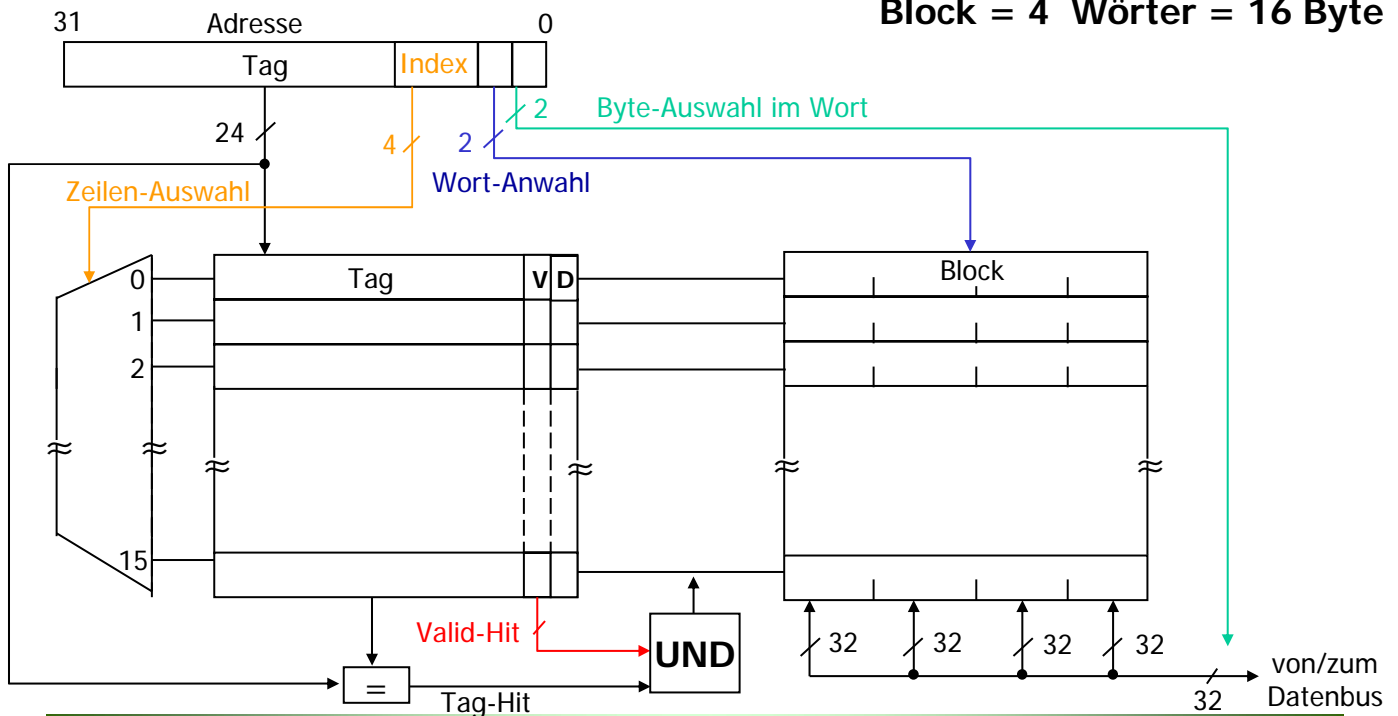 Block = 4 Wörter = 16 Byte
31 Adresse 0
Tag Index
2 Byte-Auswahl im Wort
24 4 2
Zeilen-Auswahl Wort-Anwahl
0 Tag V D Block
1
2
15
Valid-Hit UND 32 32 32 32
= Tag-Hit 32
von/zum
Datenbus